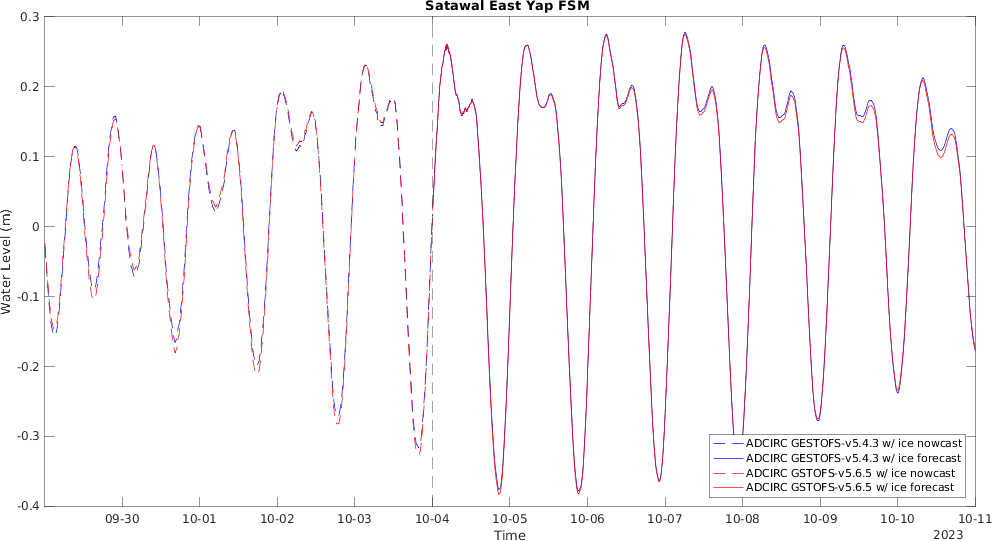 Satawal East Yap FSM
0.3
0.2
0.1
0
-0.1
-0.2
-0.3
-0.4
Water Level (m)
ADCIRC GESTOFS-v5.4.3 w/ ice nowcast
ADCIRC GESTOFS-v5.4.3 w/ ice forecast
ADCIRC GSTOFS-v5.6.5 w/ ice nowcast
ADCIRC GSTOFS-v5.6.5 w/ ice forecast
09-30 10-01 10-02 10-03 10-04 10-05 10-06 10-07 10-08 10-09 10-10 10-11
Time
2023